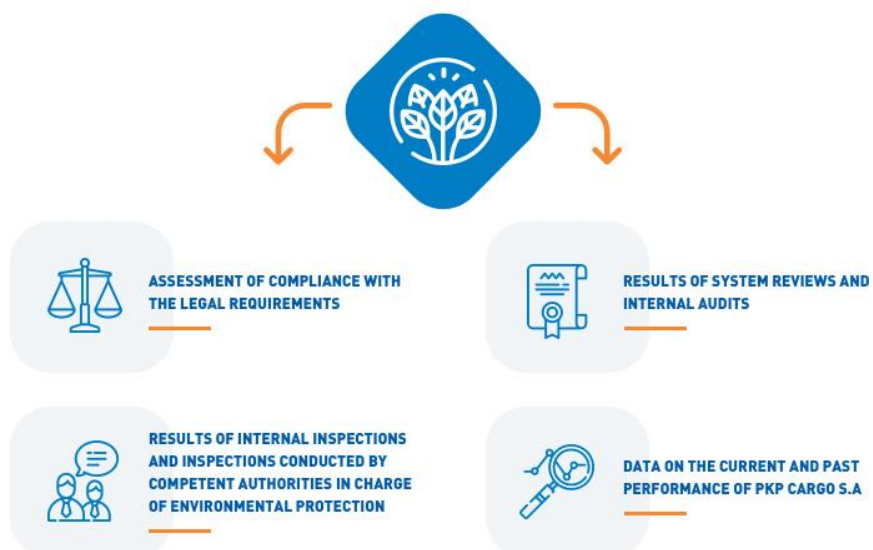 ASSESSMENT OF COMPLIANCE WITH
THE LEGAL REQUIREMENTS
RESULTS OF SYSTEM REVIEWS AND
INTERNAL AUDITS
RESULTS OF INTERNAL INSPECTIONS
AND INSPECTIONS CONDUCTED BY
COMPETENT AUTHORITIES IN CHARGE
OF ENVIRONMENTAL PROTECTION
DATA ON THE CURRENT AND PAST
PERFORMANCE OF PKP CARGO S.A